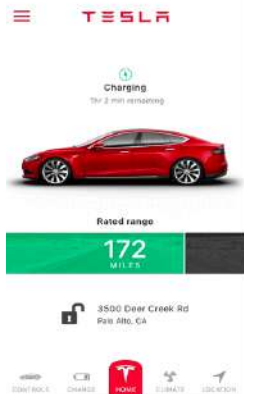 TESLA
Charging
1hr 2 min remaining
Rated range
172
MILES
3500 Deer Creek Rd
Palo Alto, CA
CONTROLS CHARGE HOME CLIMATE LOCATION